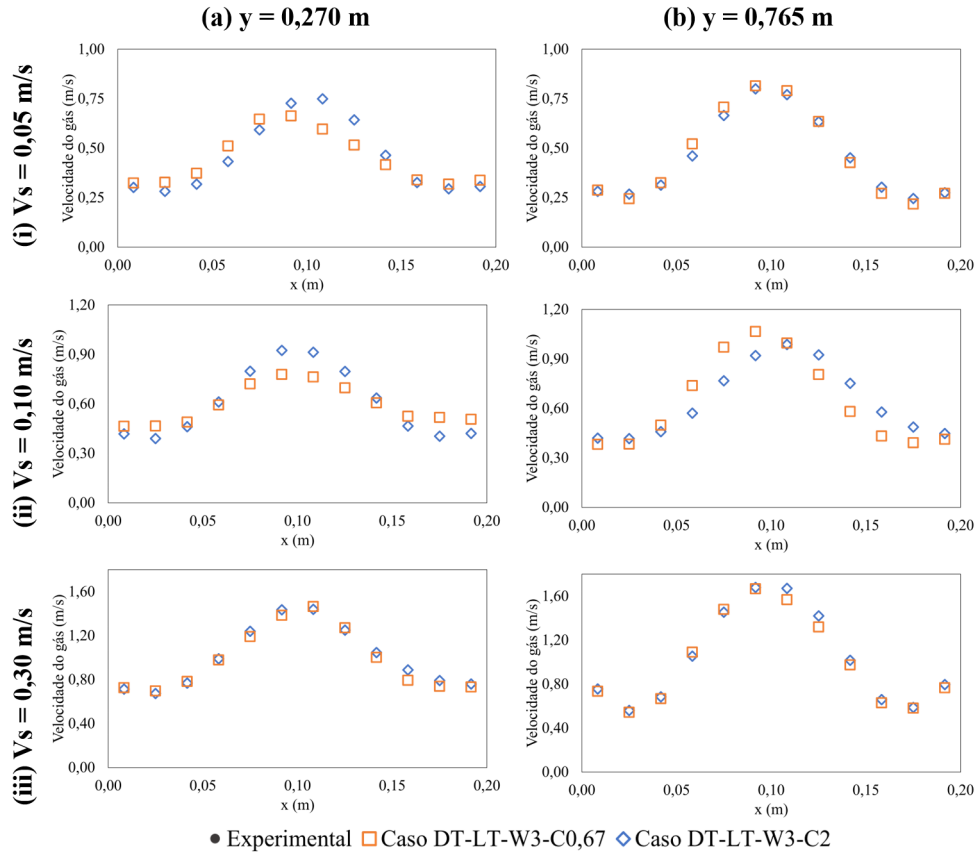 (a) y = 0,270 m
(b) y = 0,765 m
(i) Vs = 0,05 m/s
Velocidade do gás (m/s)
1,00
0,75
0,50
0,25
0,00
0,00 0,05 0,10 0,15 0,20
x (m)
Velocidade do gás (m/s)
1,00
0,75
0,50
0,25
0,00
0,00 0,05 0,10 0,15 0,20
x (m)
(ii) Vs = 0,10 m/s
Velocidade do gás (m/s)
1,20
0,90
0,60
0,30
0,00
0,00 0,05 0,10 0,15 0,20
x (m)
Velocidade do gás (m/s)
1,20
0,90
0,60
0,30
0,00
0,00 0,05 0,10 0,15 0,20
x (m)
(iii) Vs = 0,30 m/s
Velocidade do gás (m/s)
1,60
1,20
0,80
0,40
0,00
0,00 0,05 0,10 0,15 0,20
x (m)
Velocidade do gás (m/s)
1,60
1,20
0,80
0,40
0,00
0,00 0,05 0,10 0,15 0,20
x (m)
Experimental Caso DT-LT-W3-C0,67 Caso DT-LT-W3-C2